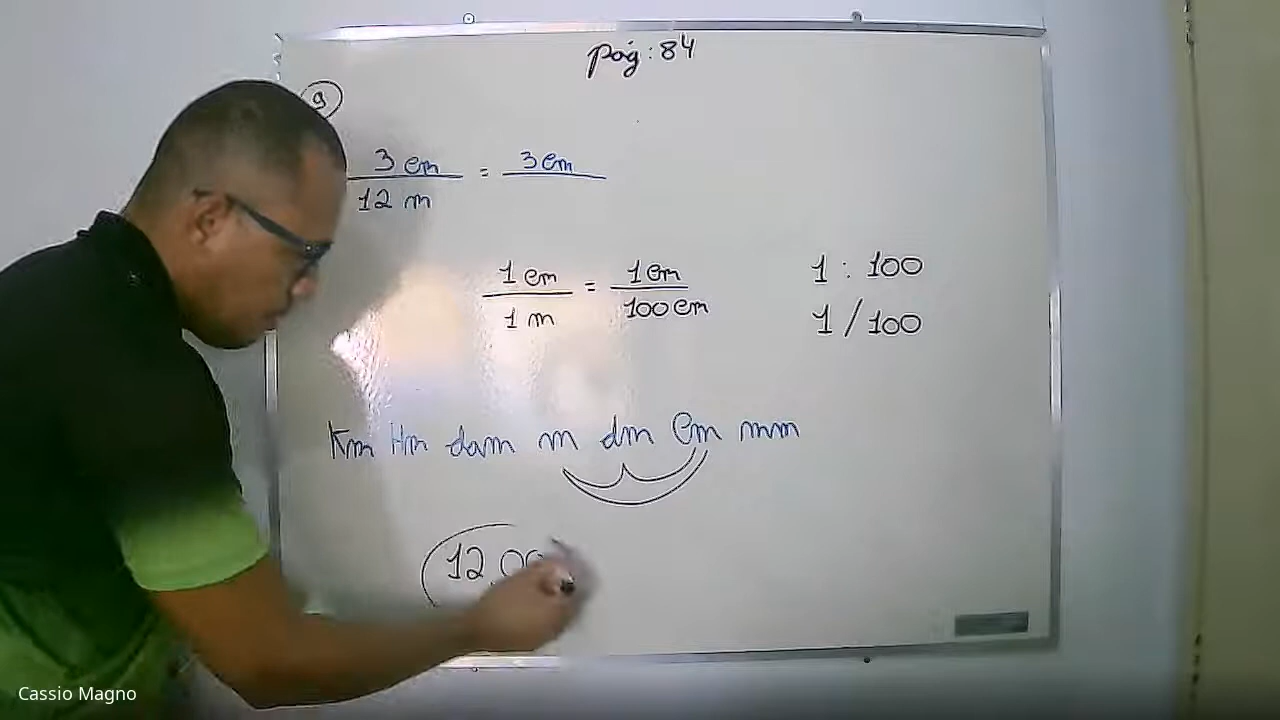 pág: 84
9
3 cm = 3 cm
12 m
1 cm = 1 cm
1 m 100 cm
1 : 100
1 / 100
Km Hm dam m dm cm mm
12,00
Cassio Magno